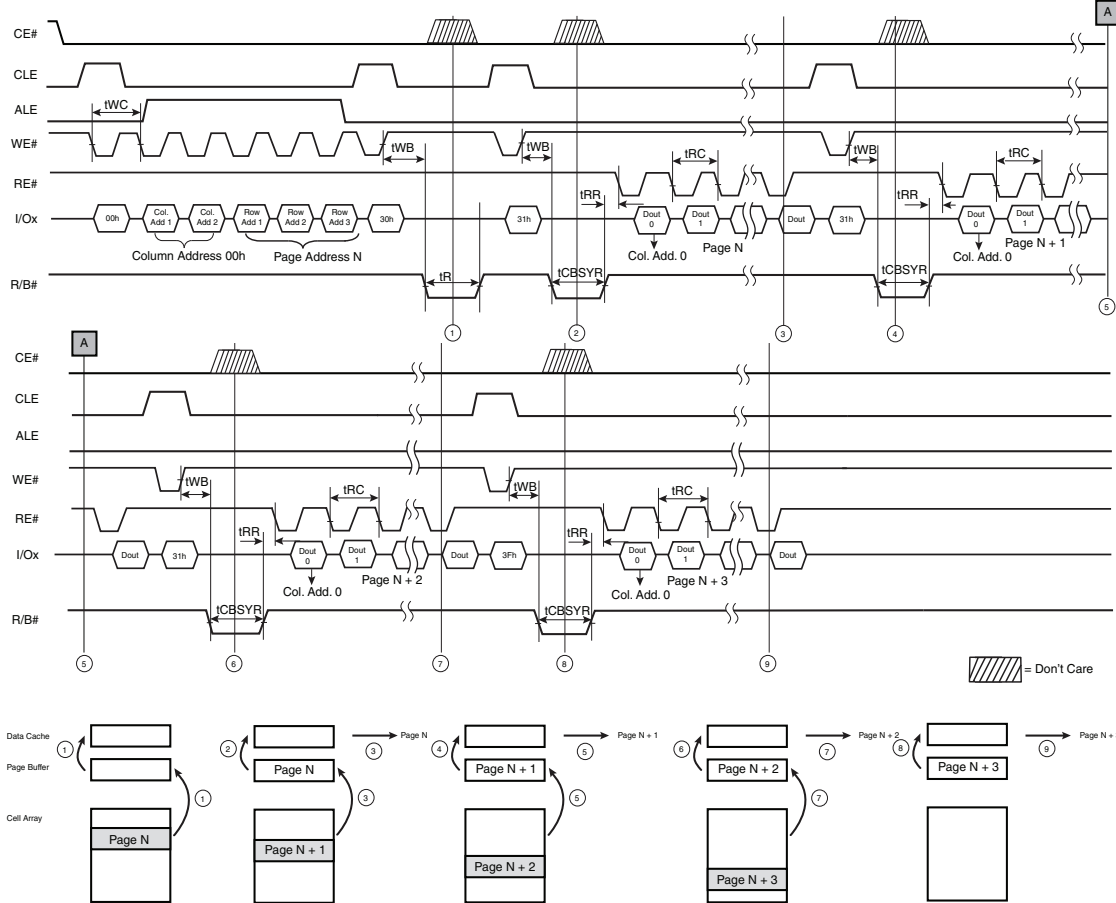 A
CE#
CLE
ALE
tWC
WE#
tWB
tWB
tWB
RE#
tRC
tRC
tRR
tRR
I/Ox
00h
Col. Add 1
Col. Add 2
Row Add 1
Row Add 2
Row Add 3
30h
31h
Dout 0
Dout 1
Dout
31h
Dout 0
Dout 1
Column Address 00h
Page Address N
Col. Add. 0
Page N
Col. Add. 0
Page N + 1
R/B#
tR
tCBSYR
tCBSYR
1
2
3
4
5
A
CE#
CLE
ALE
WE#
tWB
tWB
RE#
tRC
tRC
tRR
tRR
I/Ox
Dout
31h
Dout 0
Dout 1
Dout
3Fh
Dout 0
Dout 1
Dout
Page N + 2
Page N + 3
Col. Add. 0
Col. Add. 0
R/B#
tCBSYR
tCBSYR
5
6
7
8
9
= Don't Care
Data Cache
1
2
3
Page N
4
5
Page N + 1
6
7
Page N + 2
8
9
Page N +
Page Buffer
Page N
Page N + 1
Page N + 2
Page N + 3
1
3
5
7
Cell Array
Page N
Page N + 1
Page N + 2
Page N + 3